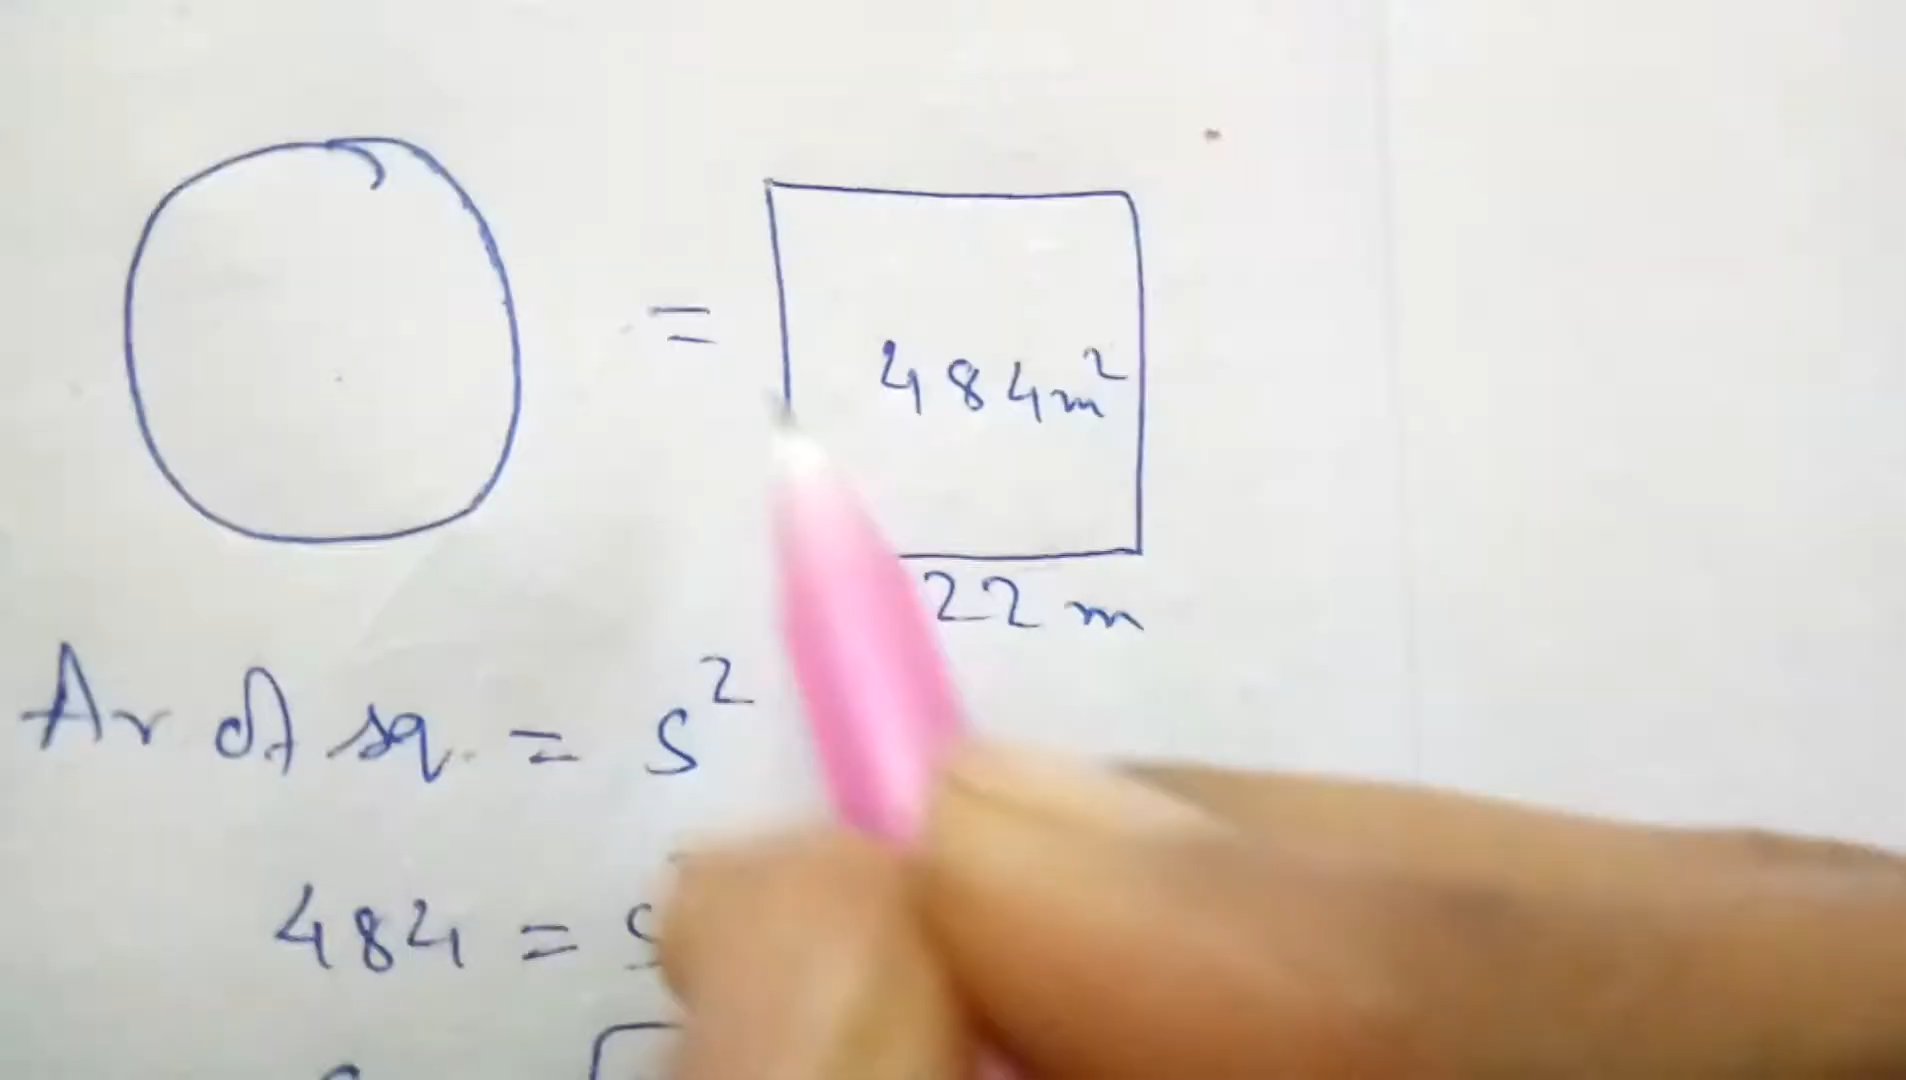 =
484m²
22 m
Ar of sq. = s²
484 = s